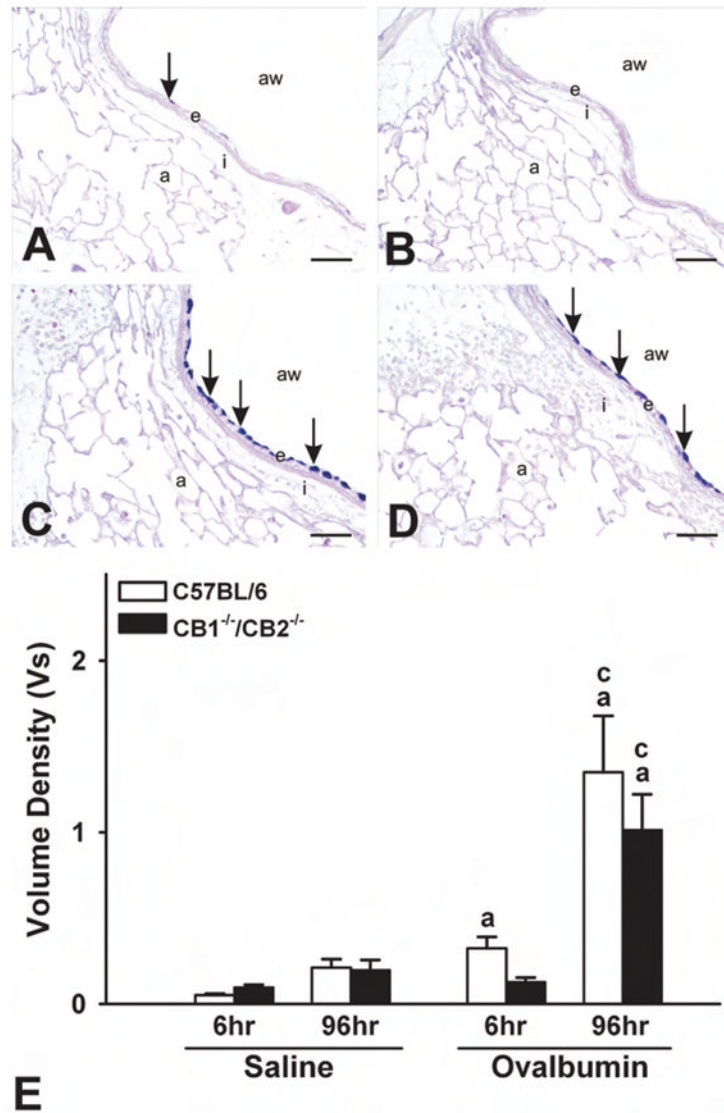 aw
e
i
a
A
aw
e
i
a
B
aw
e
i
a
C
aw
e
i
a
D
C57BL/6
CB1-/-/CB2-/-
Volume Density (Vs)
2
1
0
a
c
a
c
a
6hr 96hr 6hr 96hr
Saline Ovalbumin
E